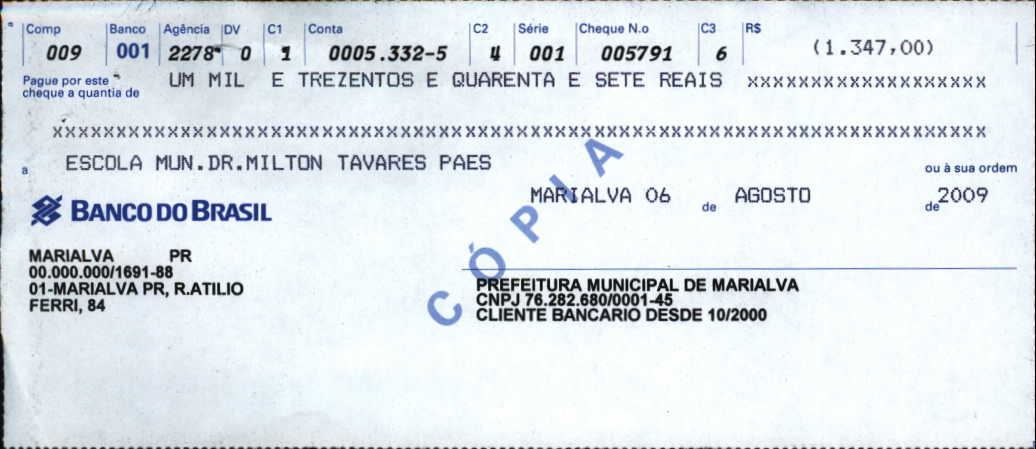 Comp Banco Agência DV C1 Conta C2 Série Cheque N.o C3 R$
009 001 2278 0 1 0005.332-5 4 001 005791 6 (1.347,00)
Pague por este cheque a quantia de UM MIL E TREZENTOS E QUARENTA E SETE REAIS xxxxxxxxxxxxxxxxxxx
xxxxxxxxxxxxxxxxxxxxxxxxxxxxxxxxxxxxxxxxxxxxxxxxxxxxxxxxxxxxxxxxxxxxxxxxxx
a ESCOLA MUN.DR.MILTON TAVARES PAES ou à sua ordem
MARIALVA 06 de AGOSTO de 2009
BANCO DO BRASIL
CÓPIA
MARIALVA PR
00.000.000/1691-88
01-MARIALVA PR, R.ATILIO
FERRI, 84
PREFEITURA MUNICIPAL DE MARIALVA
CNPJ 76.282.680/0001-45
CLIENTE BANCARIO DESDE 10/2000